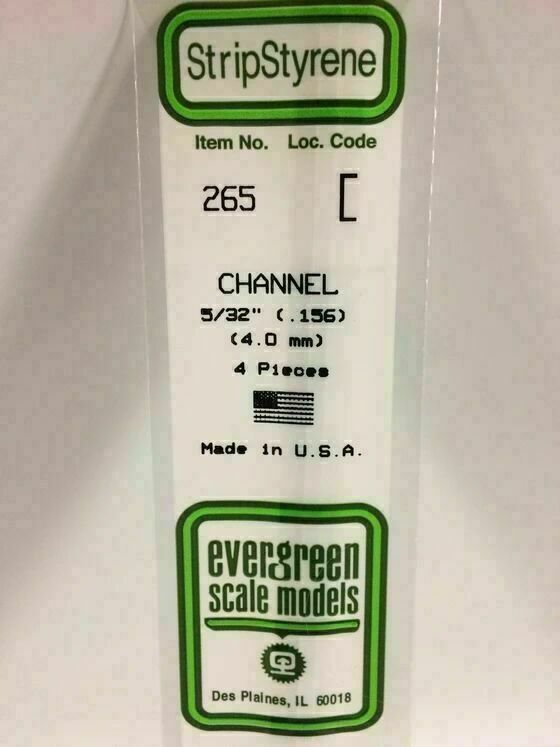 StripStyrene
Item No. Loc. Code
265 [
CHANNEL
5/32" (.156)
(4.0 mm)
4 Pieces
Made in U.S.A.
evergreen
scale models
Des Plaines, IL 60018